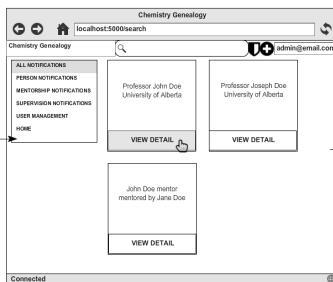 Chemistry Genealogy
localhost:5000/search
Chemistry Genealogy
admin@email.com
ALL NOTIFICATIONS
PERSON NOTIFICATIONS
MENTORSHIP NOTIFICATIONS
SUPERVISION NOTIFICATIONS
USER MANAGEMENT
HOME
Professor John Doe
University of Alberta
VIEW DETAIL
Professor Joseph Doe
University of Alberta
VIEW DETAIL
John Doe mentor
mentored by Jane Doe
VIEW DETAIL
Connected